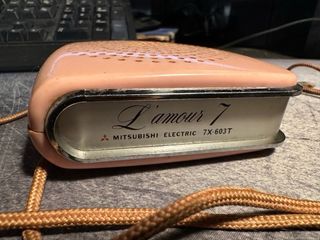 L'amour 7
MITSUBISHI ELECTRIC 7X-603T